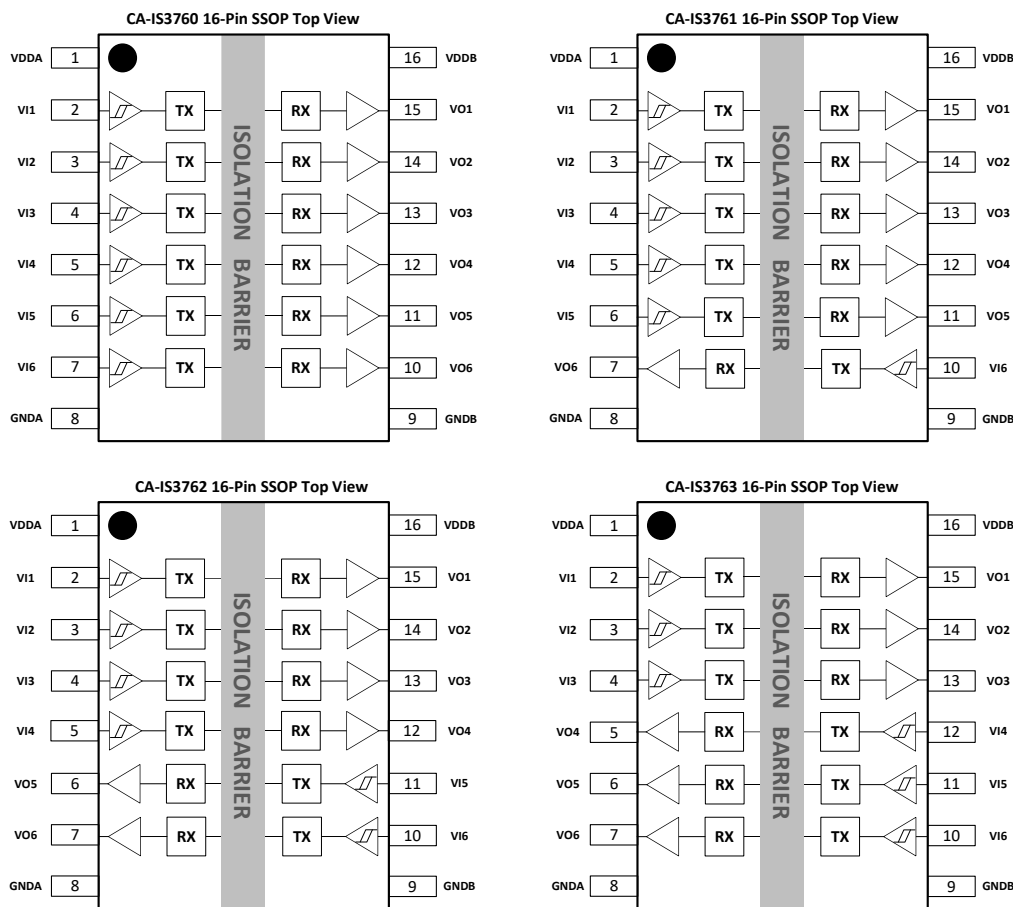 CA-IS3760 16-Pin SSOP Top View
VDDA 1 16 VDDB
VI1 2 TX RX 15 VO1
VI2 3 TX RX 14 VO2
VI3 4 TX RX 13 VO3
VI4 5 TX RX 12 VO4
VI5 6 TX RX 11 VO5
VI6 7 TX RX 10 VO6
GNDA 8 9 GNDB
ISOLATION BARRIER
CA-IS3761 16-Pin SSOP Top View
VDDA 1 16 VDDB
VI1 2 TX RX 15 VO1
VI2 3 TX RX 14 VO2
VI3 4 TX RX 13 VO3
VI4 5 TX RX 12 VO4
VI5 6 TX RX 11 VO5
VO6 7 RX TX 10 VI6
GNDA 8 9 GNDB
ISOLATION BARRIER
CA-IS3762 16-Pin SSOP Top View
VDDA 1 16 VDDB
VI1 2 TX RX 15 VO1
VI2 3 TX RX 14 VO2
VI3 4 TX RX 13 VO3
VI4 5 TX RX 12 VO4
VO5 6 RX TX 11 VI5
VO6 7 RX TX 10 VI6
GNDA 8 9 GNDB
ISOLATION BARRIER
CA-IS3763 16-Pin SSOP Top View
VDDA 1 16 VDDB
VI1 2 TX RX 15 VO1
VI2 3 TX RX 14 VO2
VI3 4 TX RX 13 VO3
VO4 5 RX TX 12 VI4
VO5 6 RX TX 11 VI5
VO6 7 RX TX 10 VI6
GNDA 8 9 GNDB
ISOLATION BARRIER